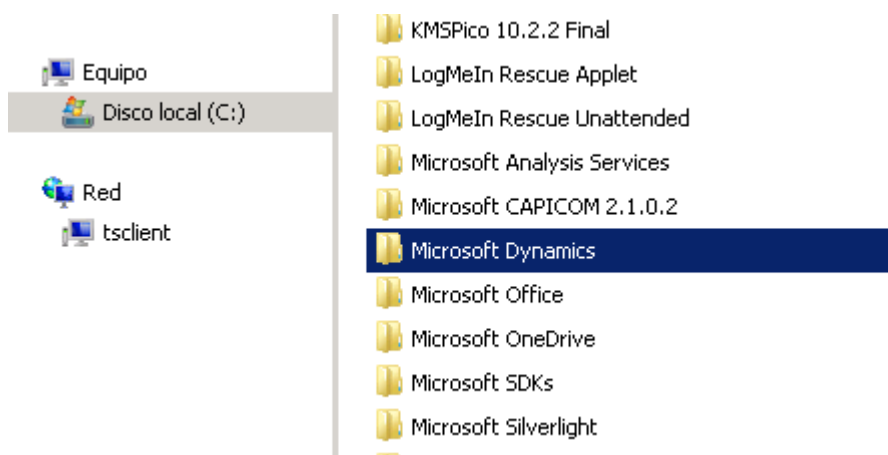 Equipo
Disco local (C:)
Red
tsclient
KMSPico 10.2.2 Final
LogMeIn Rescue Applet
LogMeIn Rescue Unattended
Microsoft Analysis Services
Microsoft CAPICOM 2.1.0.2
Microsoft Dynamics
Microsoft Office
Microsoft OneDrive
Microsoft SDKs
Microsoft Silverlight